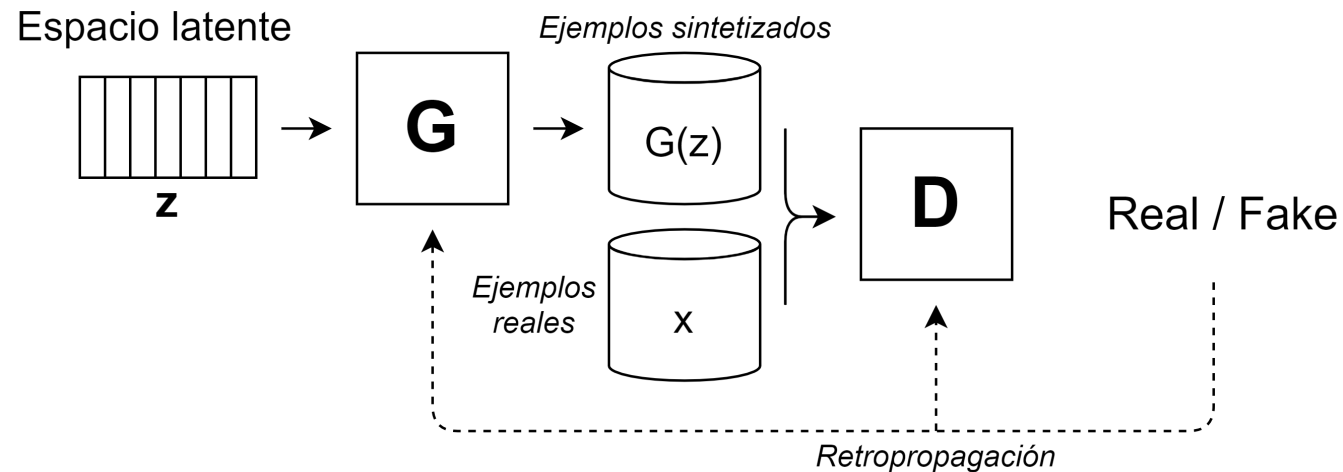 Espacio latente
z
G
Ejemplos sintetizados
G(z)
Ejemplos
reales
x
D
Real / Fake
Retropropagación